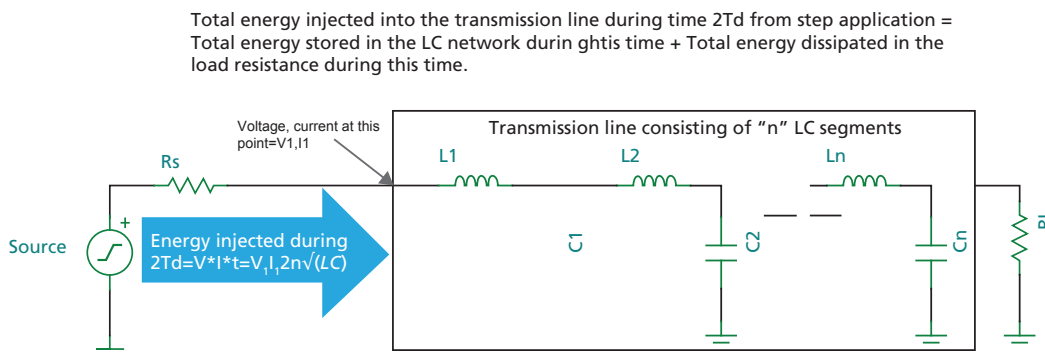 Total energy injected into the transmission line during time 2Td from step application =
Total energy stored in the LC network durin ghtis time + Total energy dissipated in the
load resistance during this time.
Voltage, current at this
point=V1,I1
Transmission line consisting of “n” LC segments
Rs
L1
L2
Ln
Source
+
Energy injected during
2Td=V*I*t=V₁I₁2n√(LC)
C1
C2
Cn